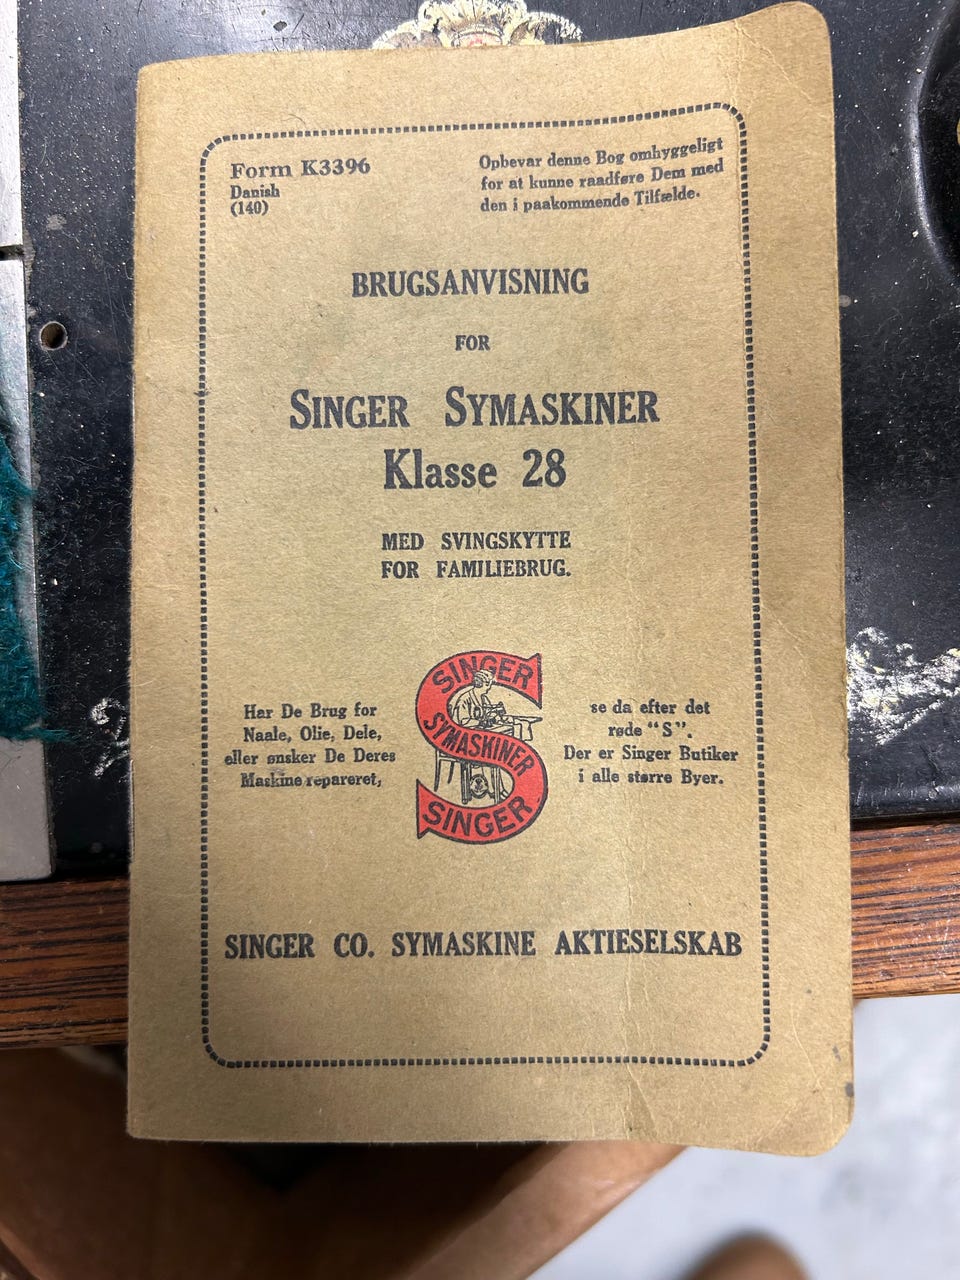 Form K3396
Danish
(140)
Opbevar denne Bog omhyggeligt
for at kunne raadføre Dem med
den i paakommende Tilfælde.
BRUGSANVISNING
FOR
SINGER SYMASKINER
Klasse 28
MED SVINGSKYTTE
FOR FAMILIEBRUG.
Har De Brug for
Naale, Olie, Dele,
eller ønsker De Deres
Maskine repareret,
SINGER
SYMASKINER
SINGER
se da efter det
røde "S".
Der er Singer Butiker
i alle større Byer.
SINGER CO. SYMASKINE AKTIESELSKAB